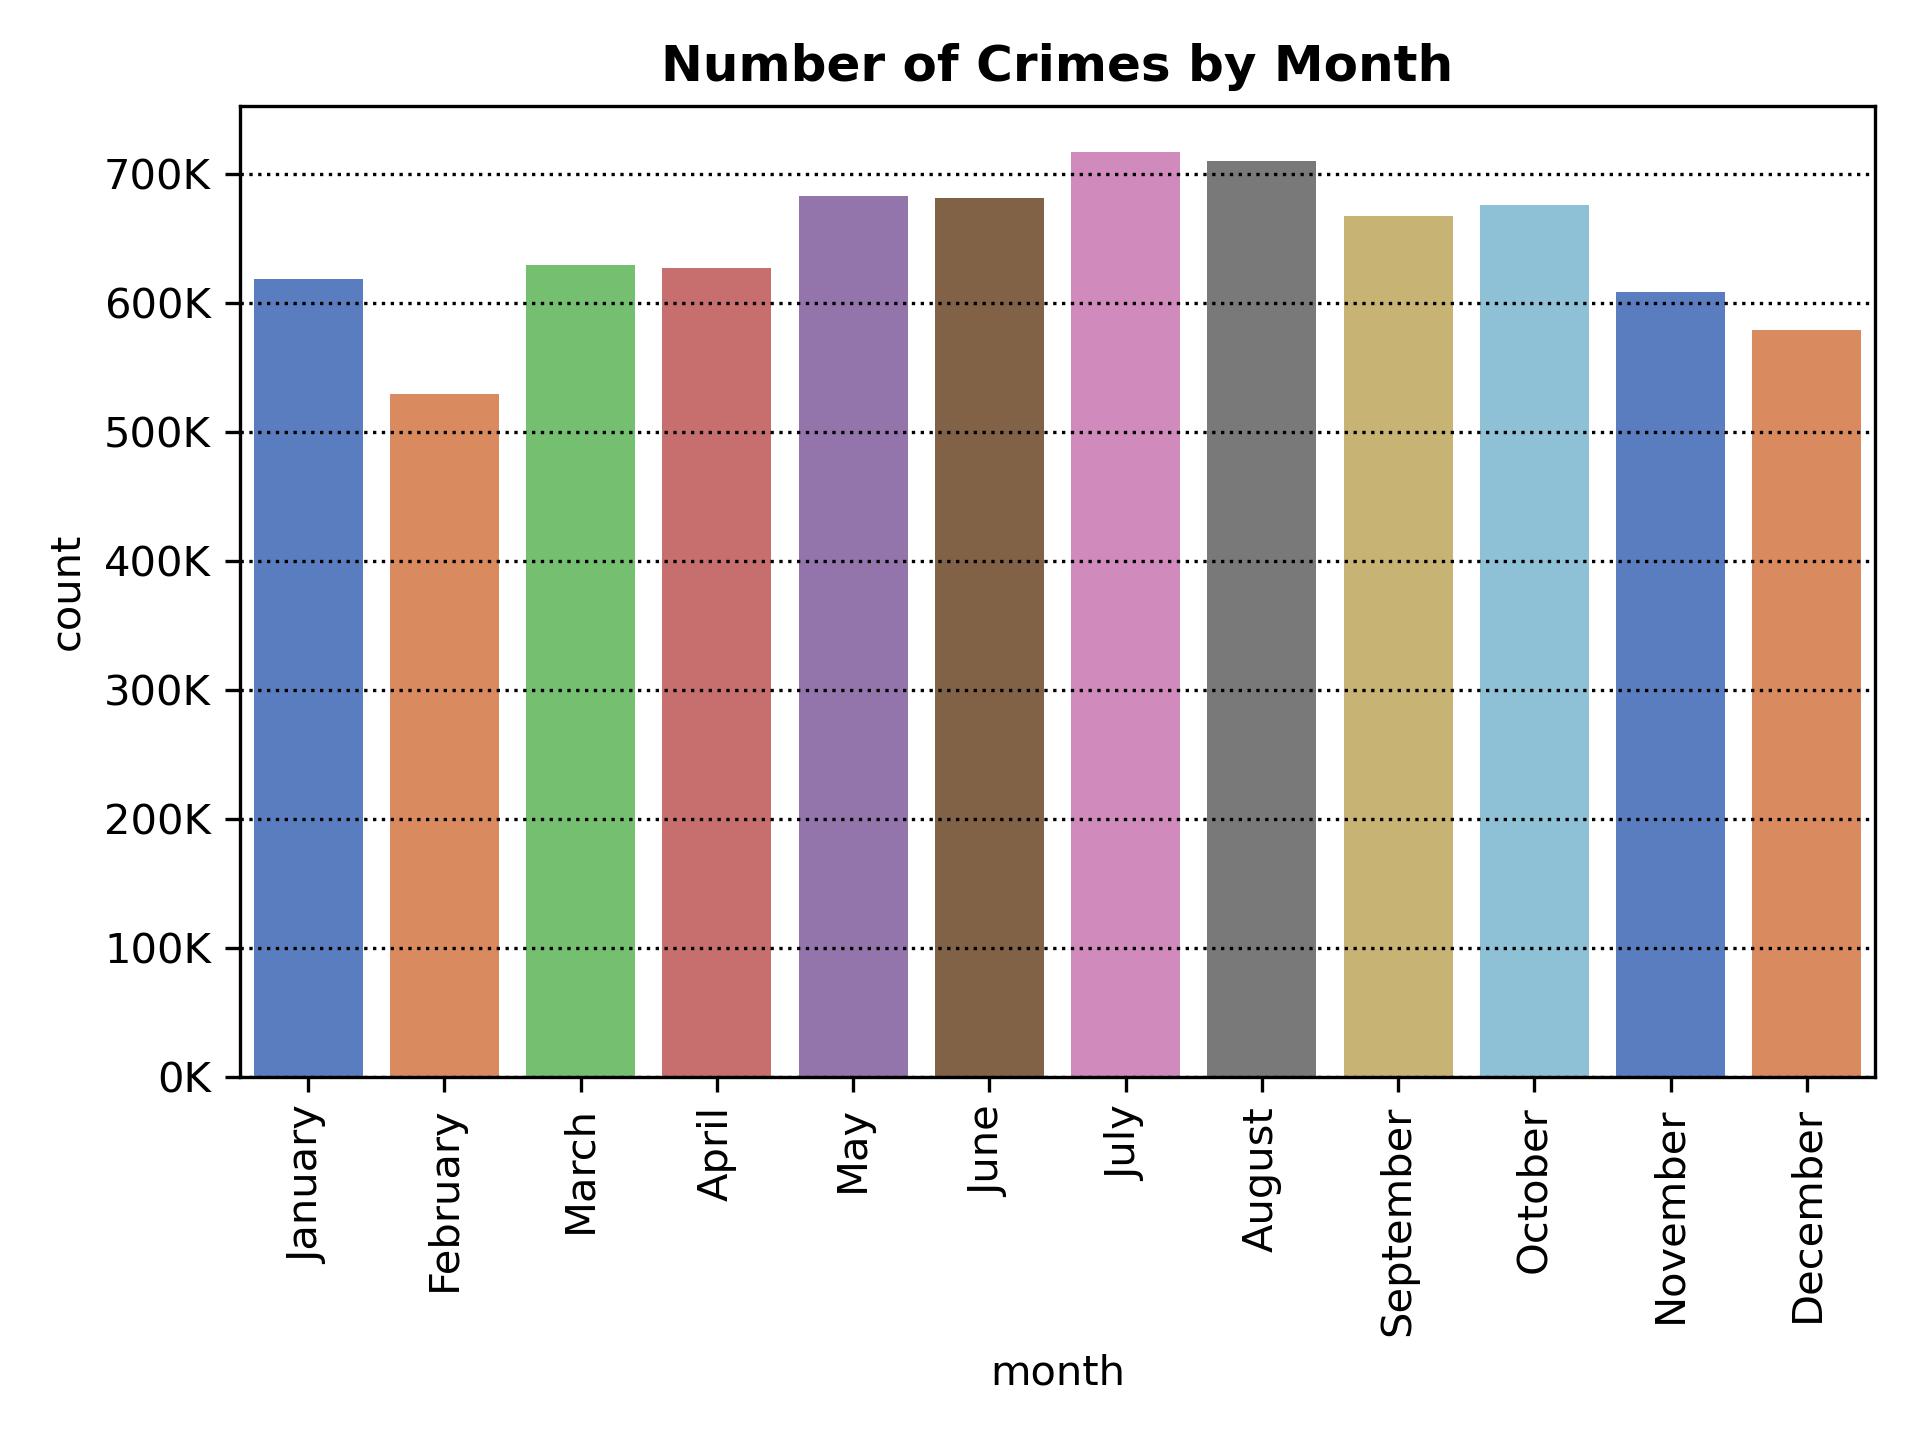 Number of Crimes by Month
count
700K
600K
500K
400K
300K
200K
100K
0K
January
February
March
April
May
June
July
August
September
October
November
December
month